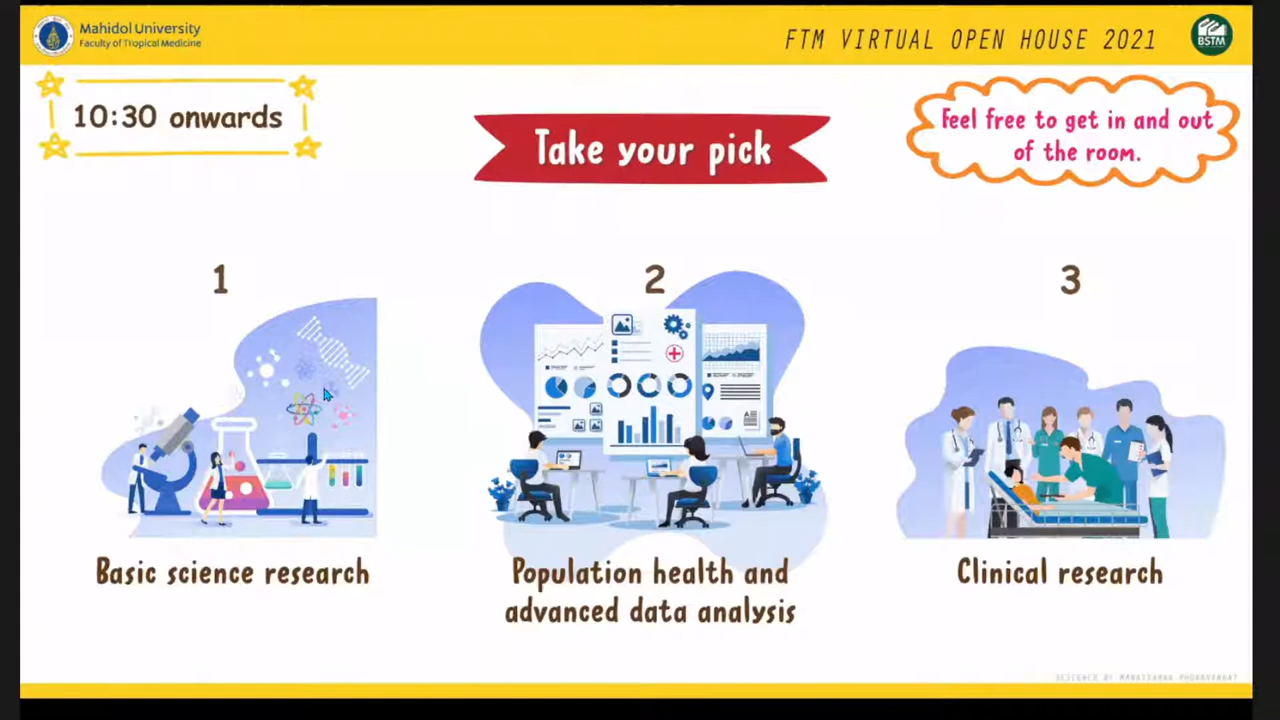 Mahidol University
Faculty of Tropical Medicine
FTM VIRTUAL OPEN HOUSE 2021
BSTM
10:30 onwards
Take your pick
Feel free to get in and out
of the room.
1
2
3
Basic science research
Population health and
advanced data analysis
Clinical research